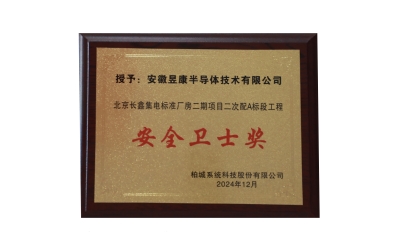 授予：安徽昱康半导体技术有限公司
北京长鑫集电标准厂房二期项目二次配A标段工程
安全卫士奖
柏城系统科技股份有限公司
2024年12月